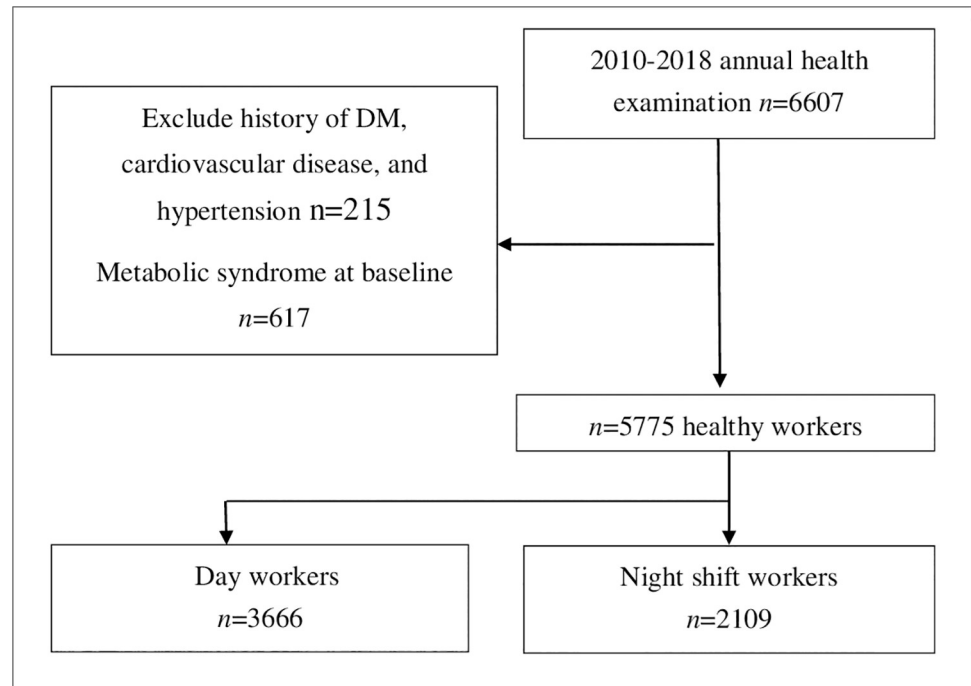 2010-2018 annual health
examination n=6607
Exclude history of DM,
cardiovascular disease, and
hypertension n=215
Metabolic syndrome at baseline
n=617
n=5775 healthy workers
Day workers
n=3666
Night shift workers
n=2109